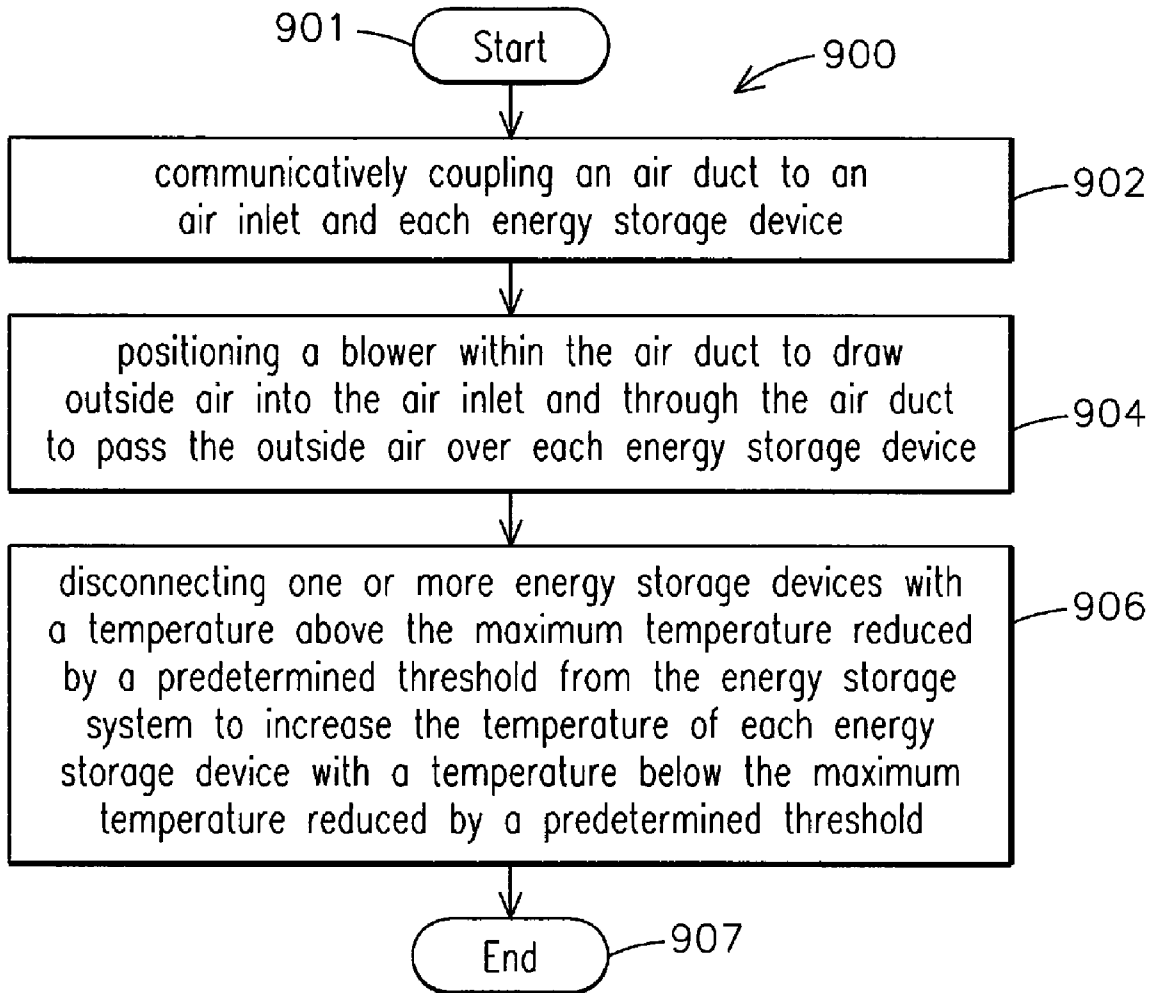 901
Start
900
communicatively coupling an air duct to an
air inlet and each energy storage device
902
positioning a blower within the air duct to draw
outside air into the air inlet and through the air duct
to pass the outside air over each energy storage device
904
disconnecting one or more energy storage devices with
a temperature above the maximum temperature reduced
by a predetermined threshold from the energy storage
system to increase the temperature of each energy
storage device with a temperature below the maximum
temperature reduced by a predetermined threshold
906
End
907